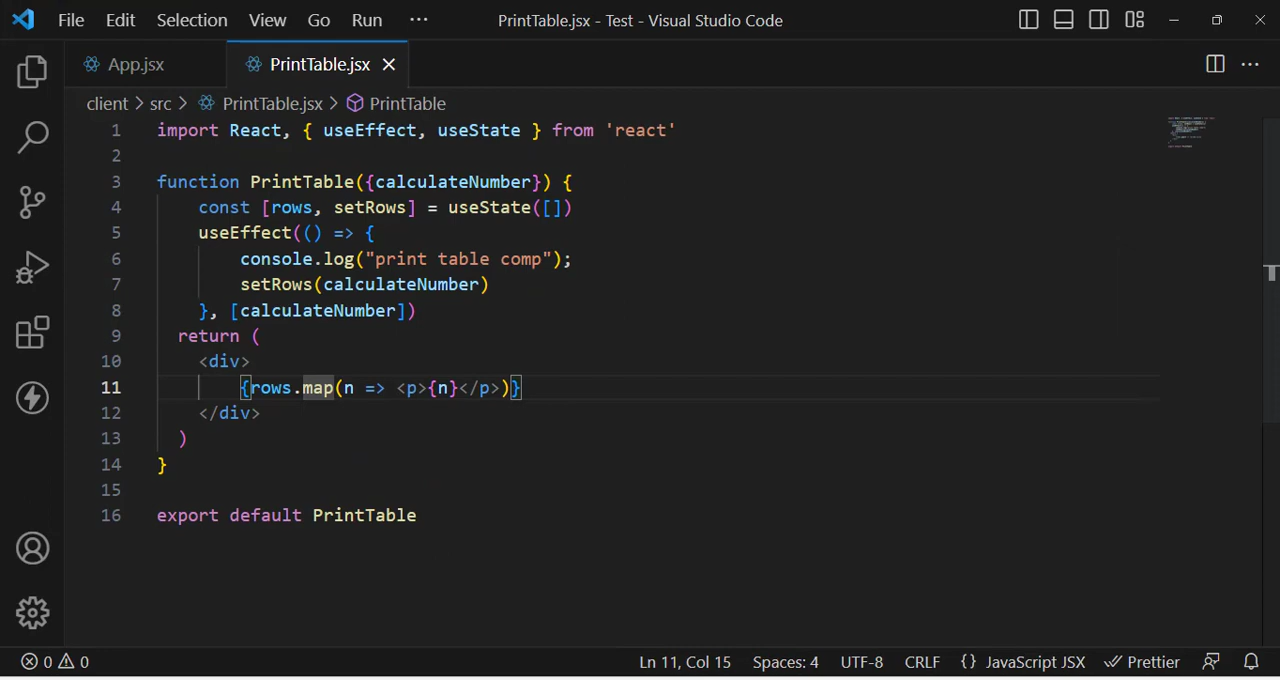 File Edit Selection View Go Run ··· PrintTable.jsx - Test - Visual Studio Code
App.jsx PrintTable.jsx
client > src > PrintTable.jsx > PrintTable
1 import React, { useEffect, useState } from 'react'
2
3 function PrintTable({calculateNumber}) {
4 const [rows, setRows] = useState([])
5 useEffect(() => {
6 console.log("print table comp");
7 setRows(calculateNumber)
8 }, [calculateNumber])
9 return (
10 <div>
11 {rows.map(n => <p>{n}</p>)}
12 </div>
13 )
14 }
15
16 export default PrintTable
0 0 Ln 11, Col 15 Spaces: 4 UTF-8 CRLF {} JavaScript JSX Prettier